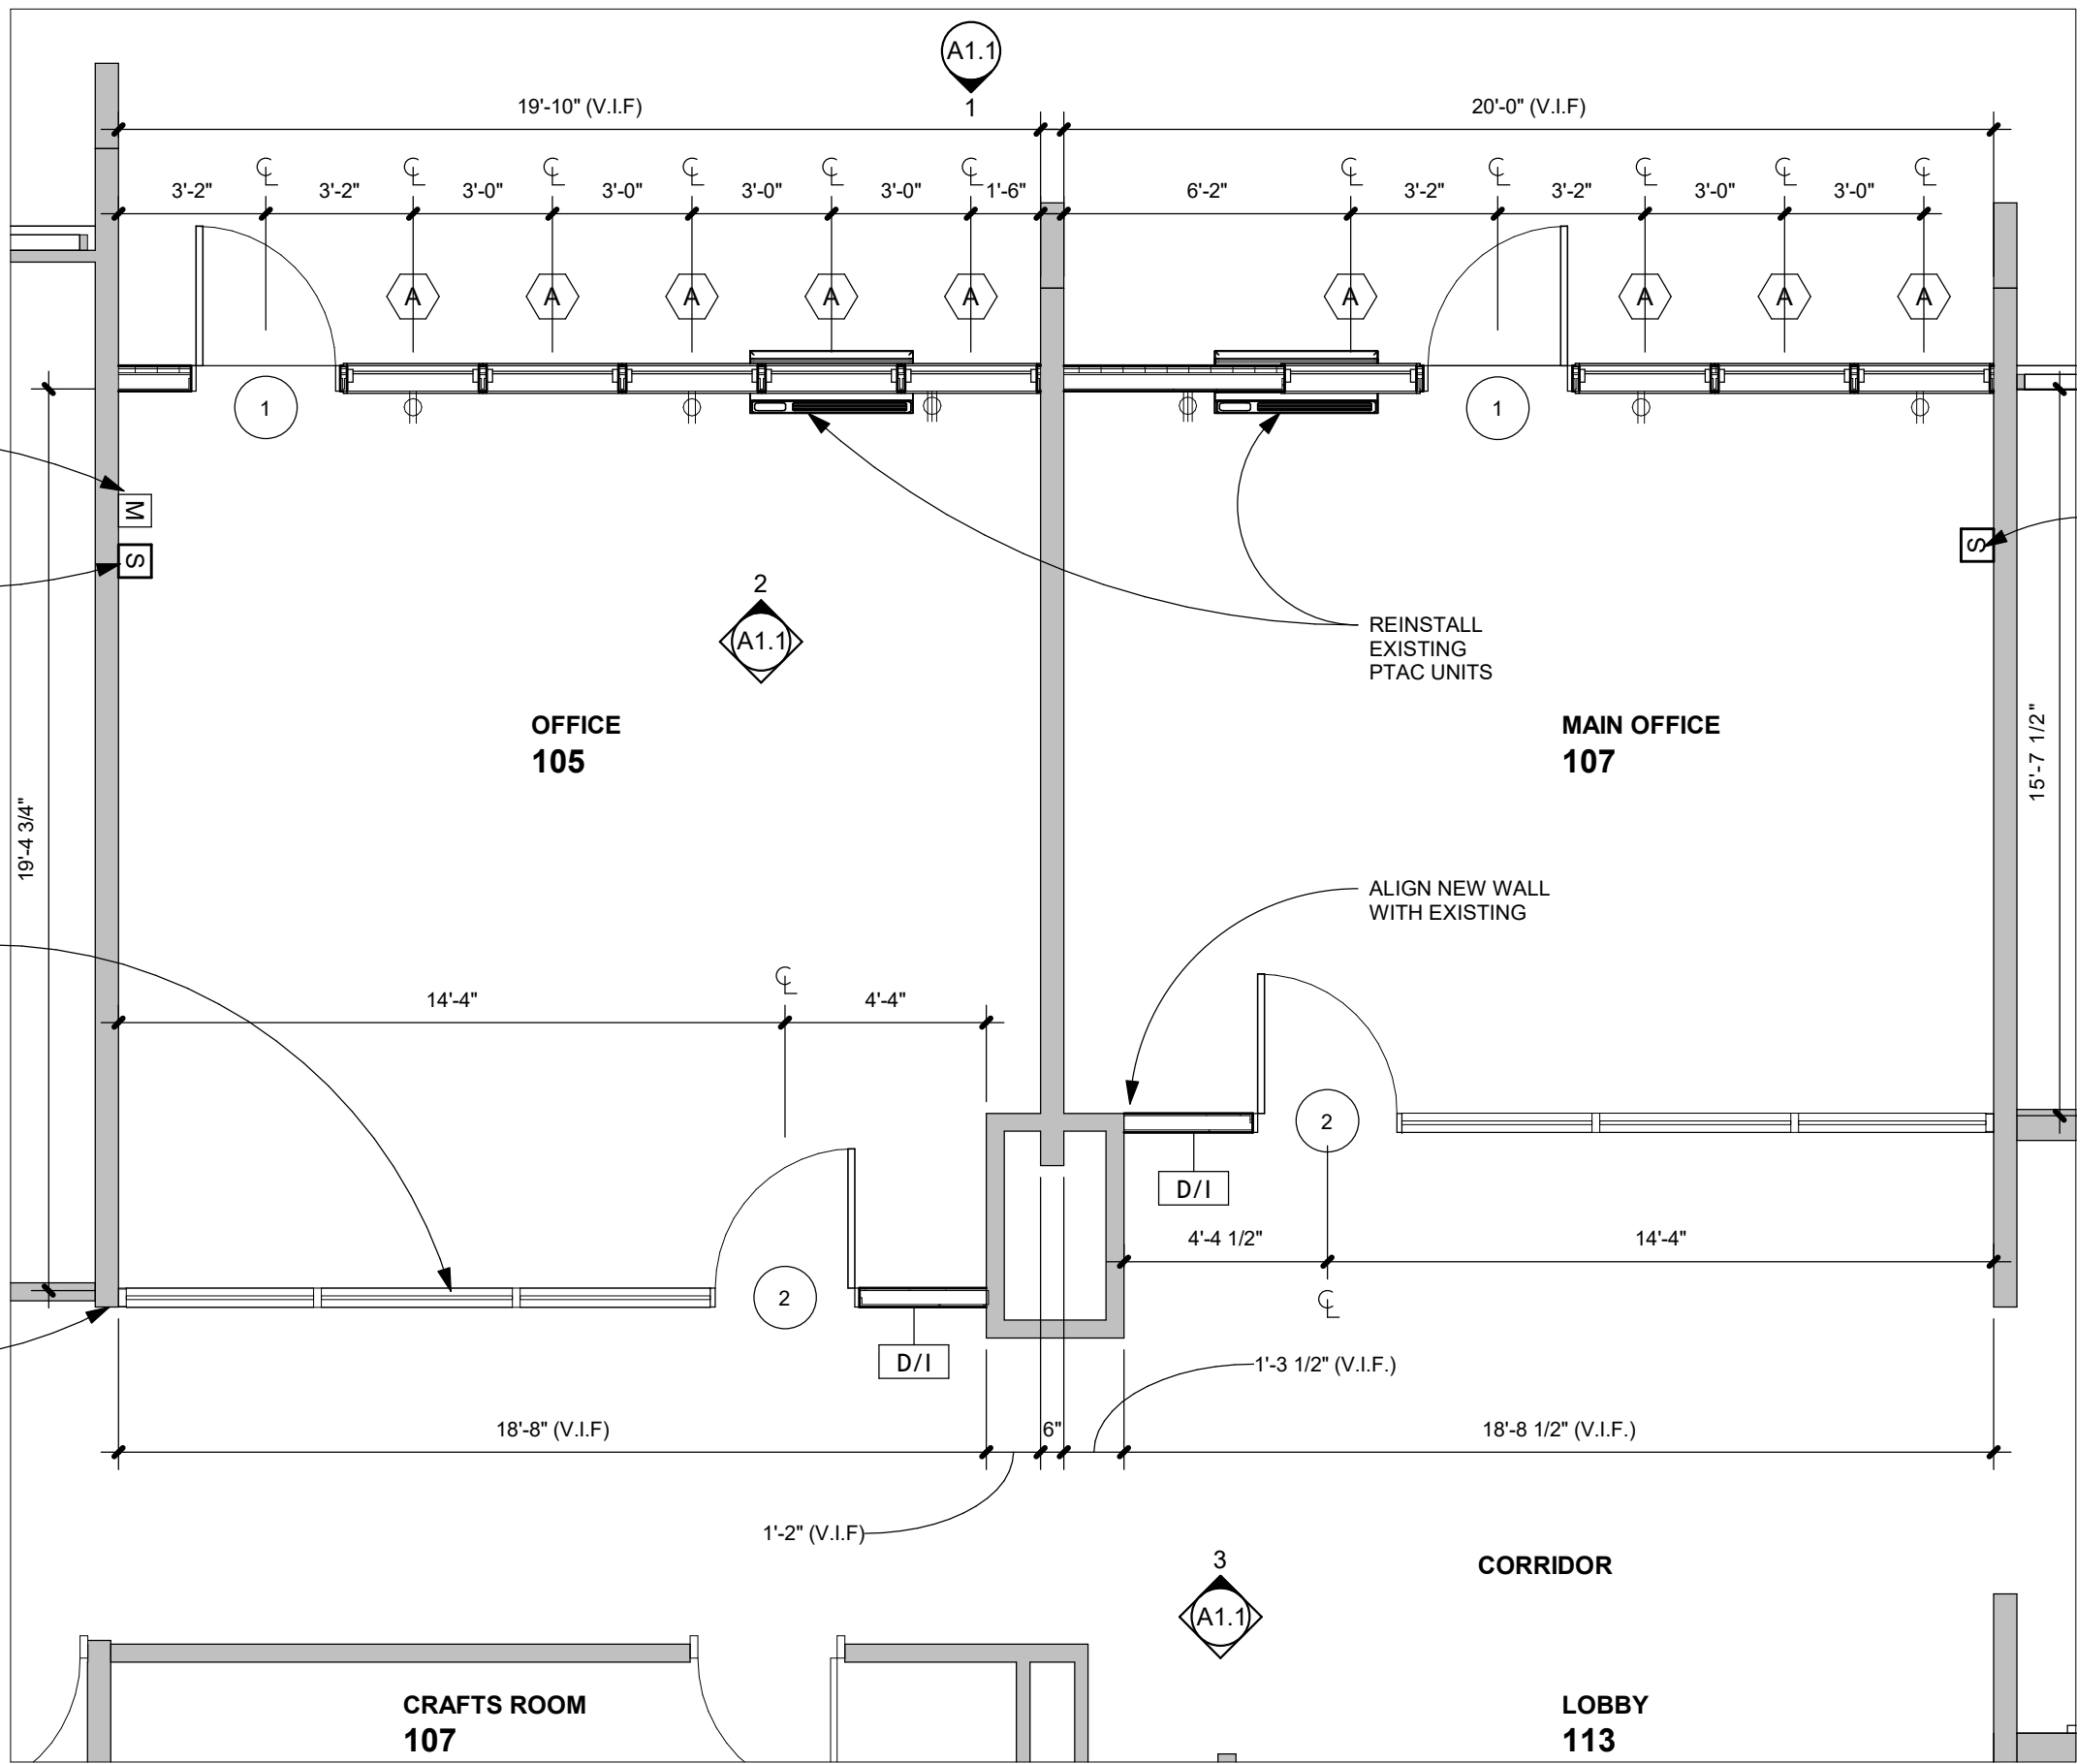 A1.1
1
19'-10" (V.I.F)
20'-0" (V.I.F)
3'-2"
3'-2"
3'-0"
3'-0"
3'-0"
3'-0"
1'-6"
6'-2"
3'-2"
3'-2"
3'-0"
3'-0"
A
A
A
A
A
A
A
A
A
1
1
M
S
S
2
A1.1
REINSTALL
EXISTING
PTAC UNITS
OFFICE
105
MAIN OFFICE
107
19'-4 3/4"
15'-7 1/2"
ALIGN NEW WALL
WITH EXISTING
14'-4"
4'-4"
2
D/I
4'-4 1/2"
14'-4"
2
D/I
1'-3 1/2" (V.I.F.)
18'-8" (V.I.F)
6"
18'-8 1/2" (V.I.F.)
1'-2" (V.I.F)
3
A1.1
CORRIDOR
CRAFTS ROOM
107
LOBBY
113